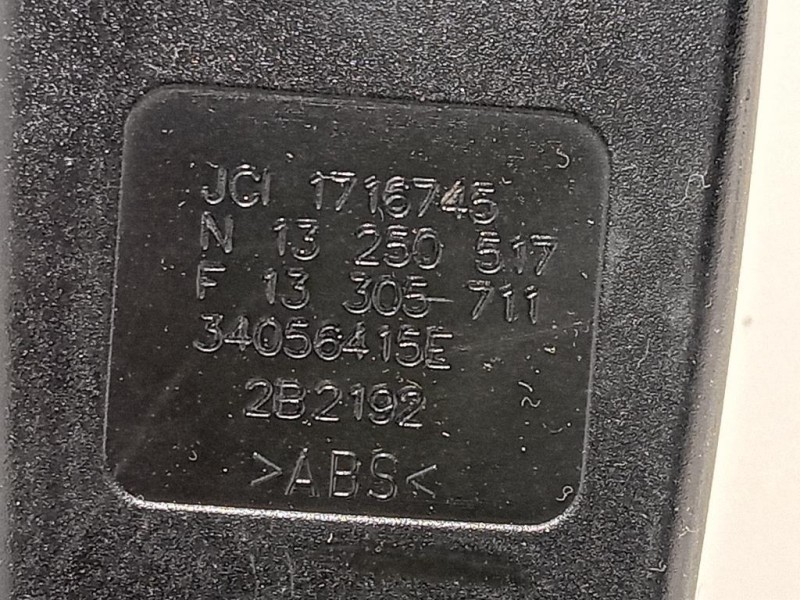 JCI 1716745
N 13 250 517
F 13 305 711
34056415E
2B2192
>ABS<